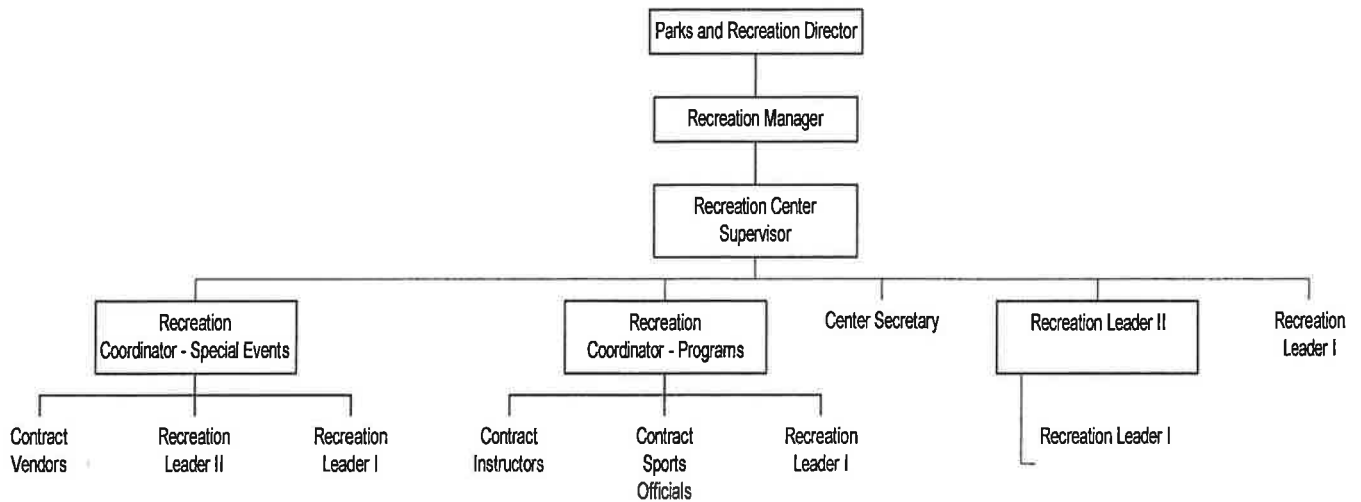 Parks and Recreation Director
Recreation Manager
Recreation Center
Supervisor
Recreation
Coordinator - Special Events
Recreation
Coordinator - Programs
Center Secretary
Recreation Leader II
Recreation
Leader I
Contract
Vendors
Recreation
Leader II
Recreation
Leader I
Contract
Instructors
Contract
Sports
Officials
Recreation
Leader I
Recreation Leader I